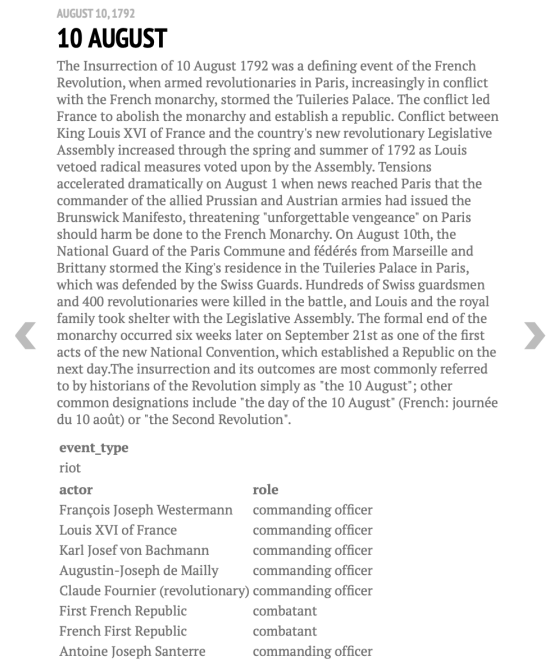 AUGUST 10, 1792
10 AUGUST
The Insurrection of 10 August 1792 was a defining event of the French
Revolution, when armed revolutionaries in Paris, increasingly in conflict
with the French monarchy, stormed the Tuileries Palace. The conflict led
France to abolish the monarchy and establish a republic. Conflict between
King Louis XVI of France and the country's new revolutionary Legislative
Assembly increased through the spring and summer of 1792 as Louis
vetoed radical measures voted upon by the Assembly. Tensions
accelerated dramatically on August 1 when news reached Paris that the
commander of the allied Prussian and Austrian armies had issued the
Brunswick Manifesto, threatening "unforgettable vengeance" on Paris
should harm be done to the French Monarchy. On August 10th, the
National Guard of the Paris Commune and fédérés from Marseille and
Brittany stormed the King's residence in the Tuileries Palace in Paris,
which was defended by the Swiss Guards. Hundreds of Swiss guardsmen
and 400 revolutionaries were killed in the battle, and Louis and the royal
family took shelter with the Legislative Assembly. The formal end of the
monarchy occurred six weeks later on September 21st as one of the first
acts of the new National Convention, which established a Republic on the
next day.The insurrection and its outcomes are most commonly referred
to by historians of the Revolution simply as "the 10 August"; other
common designations include "the day of the 10 August" (French: journée
du 10 août) or "the Second Revolution".
event_type
riot
actor role
François Joseph Westermann commanding officer
Louis XVI of France commanding officer
Karl Josef von Bachmann commanding officer
Augustin-Joseph de Mailly commanding officer
Claude Fournier (revolutionary) commanding officer
First French Republic combatant
French First Republic combatant
Antoine Joseph Santerre commanding officer